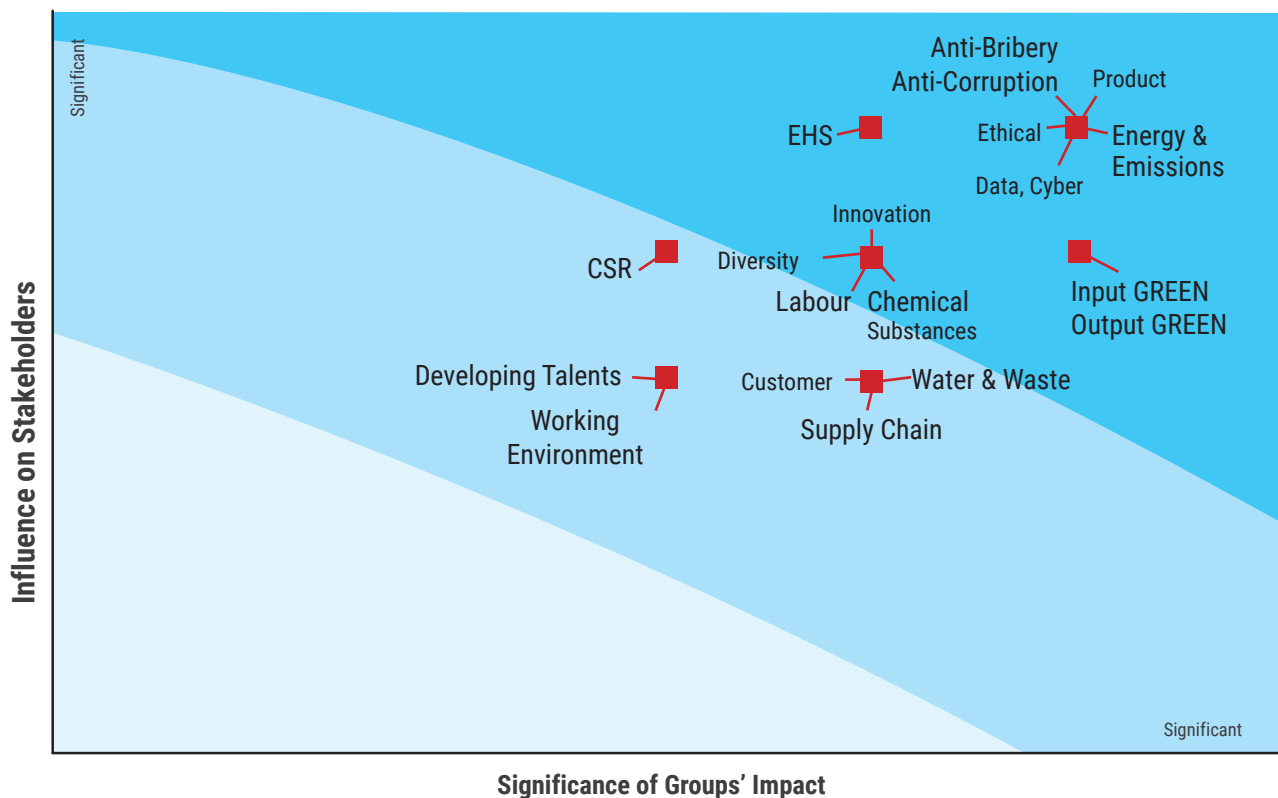 Significant
Anti-Bribery
Anti-Corruption
Product
EHS
Ethical
Energy &
Emissions
Data, Cyber
Innovation
CSR
Diversity
Labour
Chemical
Substances
Input GREEN
Output GREEN
Developing Talents
Working
Environment
Customer
Water & Waste
Supply Chain
Influence on Stakeholders
Significant
Significance of Groups’ Impact